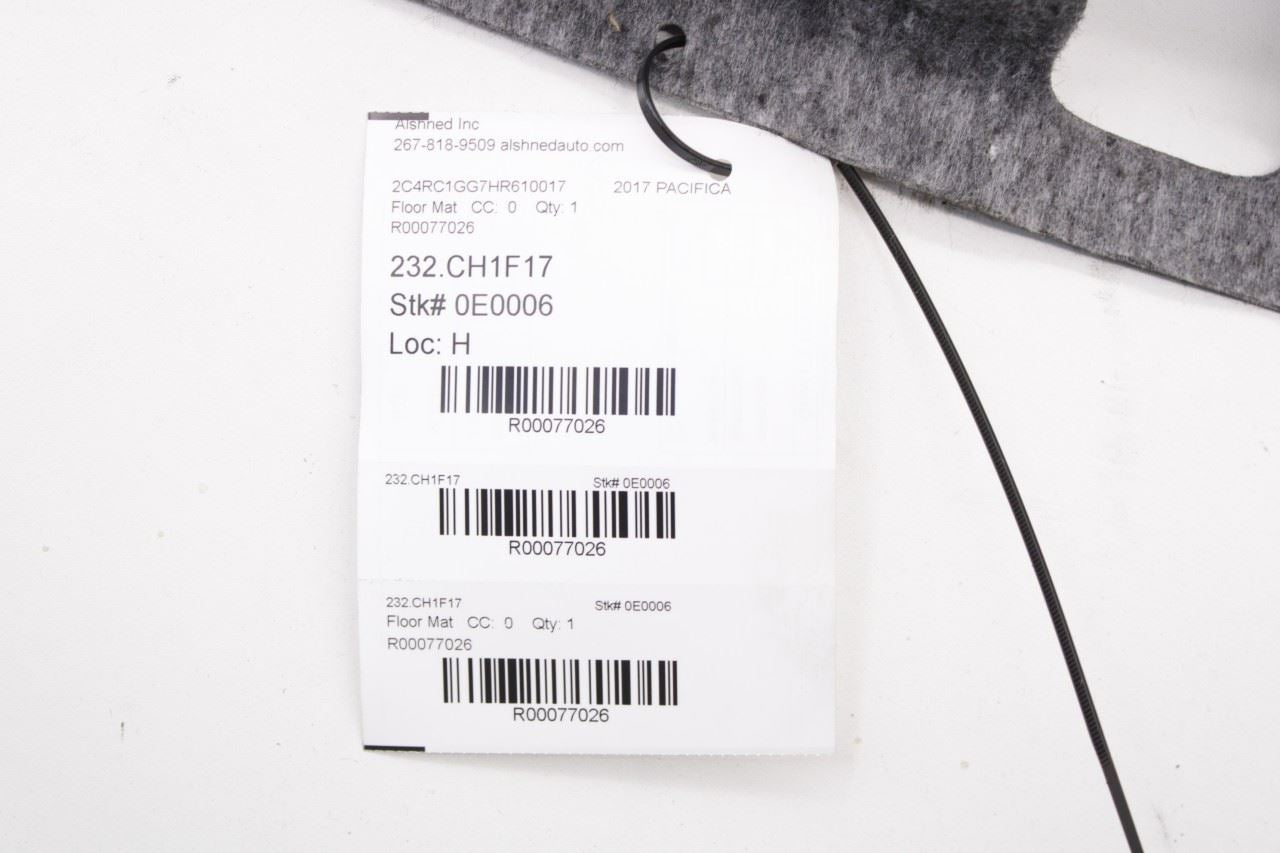 Alshned Inc
267-818-9509 alshnedauto.com
2C4RC1GG7HR610017 2017 PACIFICA
Floor Mat CC: 0 Qty: 1
R00077026
232.CH1F17
Stk# 0E0006
Loc: H
R00077026
232.CH1F17 Stk# 0E0006
R00077026
232.CH1F17 Stk# 0E0006
Floor Mat CC: 0 Qty: 1
R00077026
R00077026